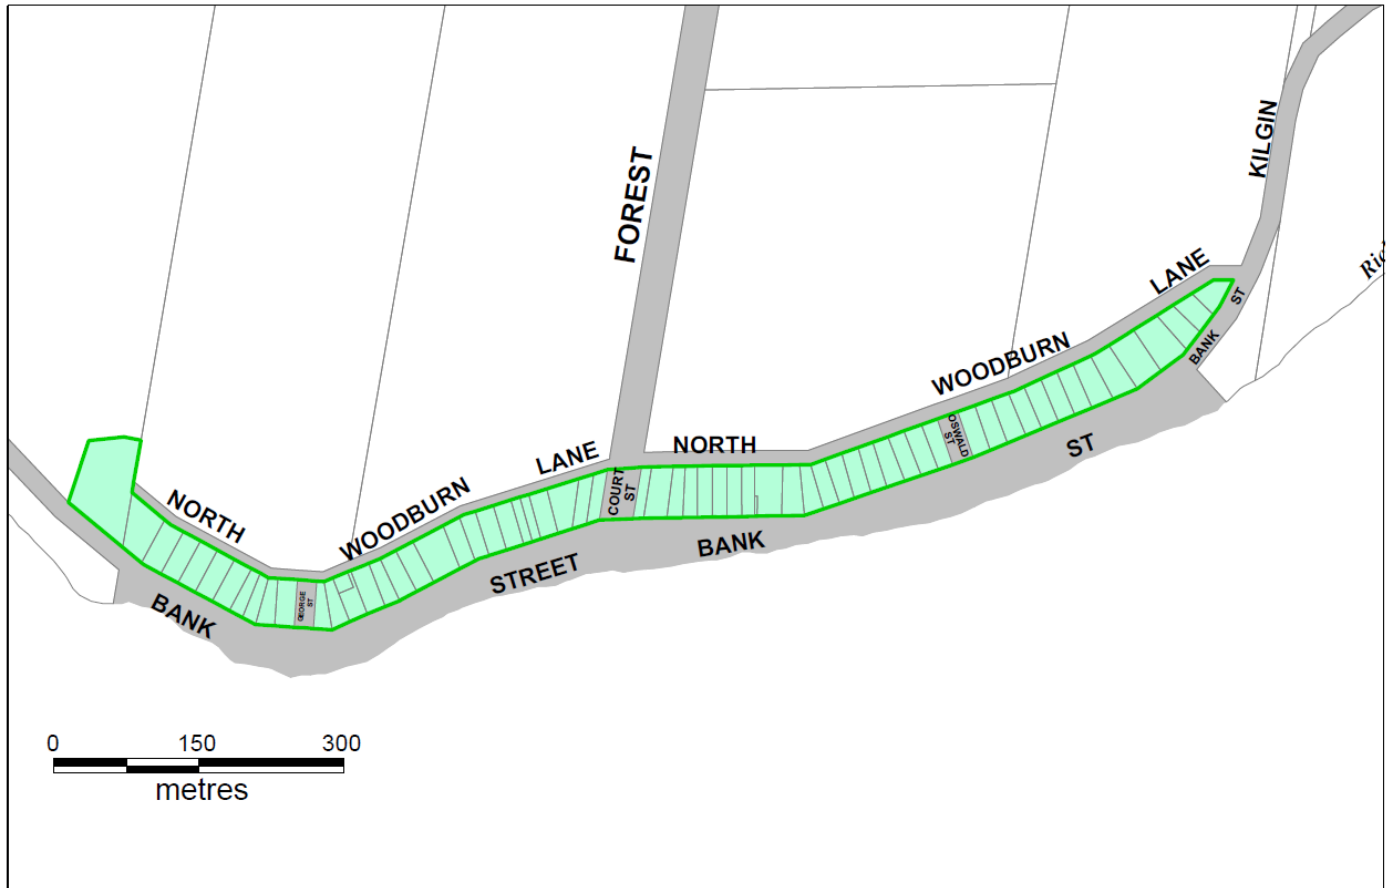 KILGIN
FOREST
Ric
LANE
ST
BANK
WOODBURN
OSWALD
ST
ST
NORTH
LANE
COURT
ST
BANK
WOODBURN
STREET
NORTH
GEORGE
ST
BANK
0 150 300
metres